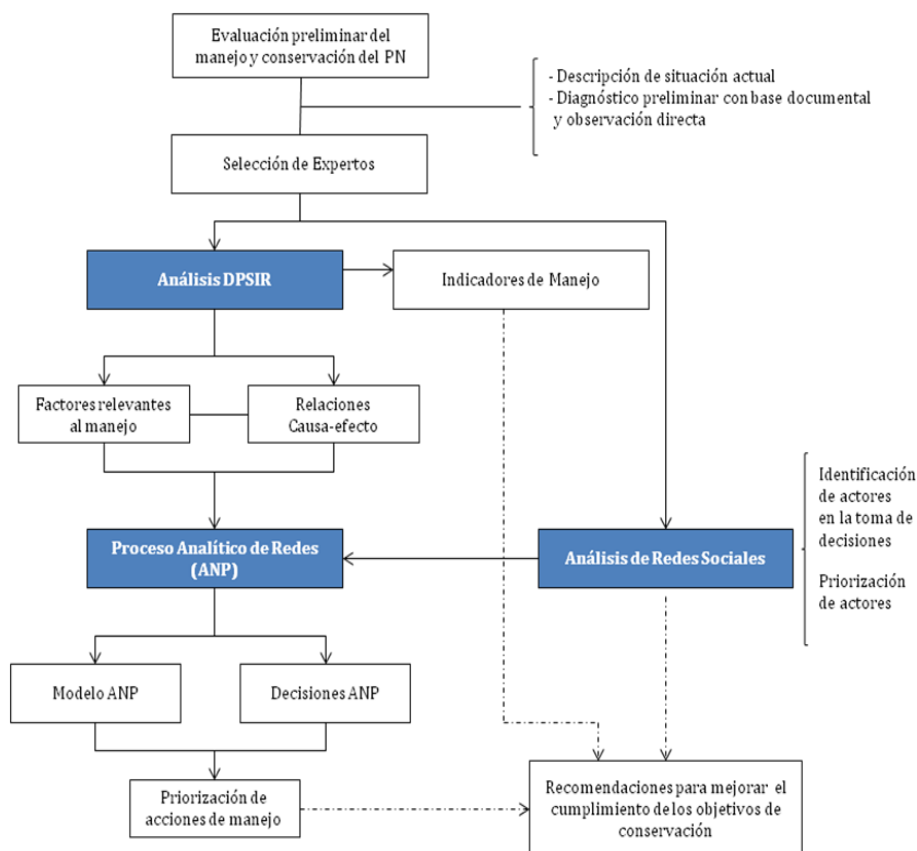 Evaluación preliminar del
manejo y conservación del PN
- Descripción de situación actual
- Diagnóstico preliminar con base documental
y observación directa
Selección de Expertos
Análisis DPSIR
Indicadores de Manejo
Factores relevantes
al manejo
Relaciones
Causa-efecto
Identificación
de actores
en la toma de
decisiones
Priorización
de actores
Proceso Analítico de Redes
(ANP)
Análisis de Redes Sociales
Modelo ANP
Decisiones ANP
Priorización de
acciones de manejo
Recomendaciones para mejorar el
cumplimiento de los objetivos de
conservación